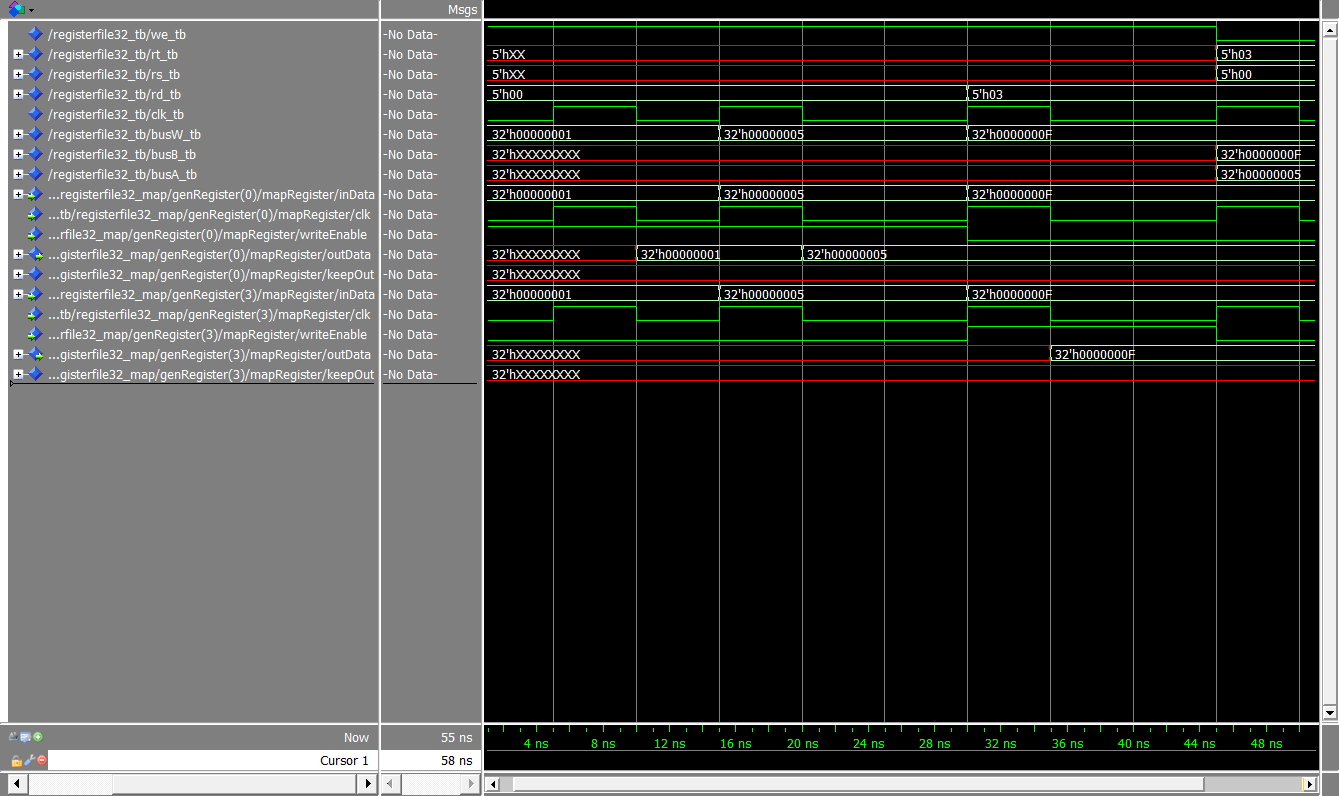 Msgs
/registerfile32_tb/we_tb -No Data-
/registerfile32_tb/rt_tb -No Data- 5'hXX 5'h03
/registerfile32_tb/rs_tb -No Data- 5'hXX 5'h00
/registerfile32_tb/rd_tb -No Data- 5'h00 5'h03
/registerfile32_tb/clk_tb -No Data-
/registerfile32_tb/busW_tb -No Data- 32'h00000001 32'h00000005 32'h0000000F
/registerfile32_tb/busB_tb -No Data- 32'hXXXXXXXX 32'h0000000F
/registerfile32_tb/busA_tb -No Data- 32'hXXXXXXXX 32'h00000005
...registerfile32_map/genRegister(0)/mapRegister/inData -No Data- 32'h00000001 32'h00000005 32'h0000000F
...tb/registerfile32_map/genRegister(0)/mapRegister/clk -No Data-
...rfile32_map/genRegister(0)/mapRegister/writeEnable -No Data-
...gisterfile32_map/genRegister(0)/mapRegister/outData -No Data- 32'hXXXXXXXX 32'h00000001 32'h00000005
...gisterfile32_map/genRegister(0)/mapRegister/keepOut -No Data- 32'hXXXXXXXX
...registerfile32_map/genRegister(3)/mapRegister/inData -No Data- 32'h00000001 32'h00000005 32'h0000000F
...tb/registerfile32_map/genRegister(3)/mapRegister/clk -No Data-
...rfile32_map/genRegister(3)/mapRegister/writeEnable -No Data-
...gisterfile32_map/genRegister(3)/mapRegister/outData -No Data- 32'hXXXXXXXX 32'h0000000F
...gisterfile32_map/genRegister(3)/mapRegister/keepOut -No Data- 32'hXXXXXXXX
Now 55 ns 4 ns 8 ns 12 ns 16 ns 20 ns 24 ns 28 ns 32 ns 36 ns 40 ns 44 ns 48 ns
Cursor 1 58 ns